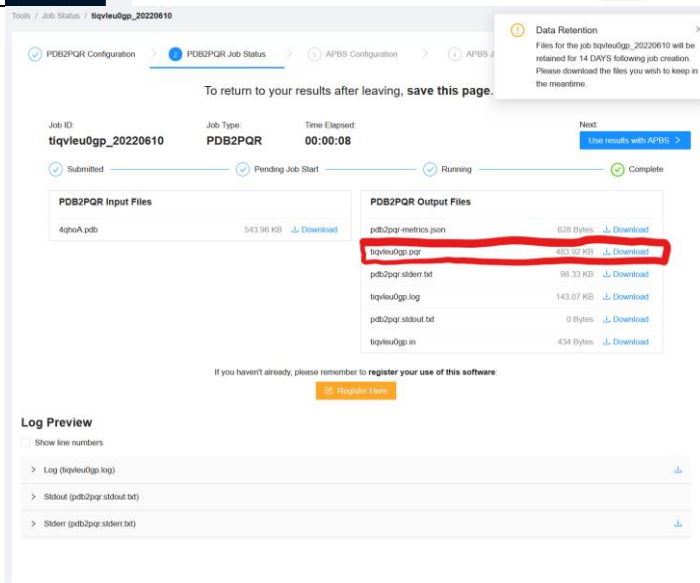 Tools / Job Status / tiqvleu0gp_20220610
Data Retention
Files for the job tiqvleu0gp_20220610 will be
retained for 14 DAYS following job creation.
Please download the files you wish to keep in
the meantime.
PDB2PQR Configuration
2 PDB2PQR Job Status
3 APBS Configuration
4 APBS J
To return to your results after leaving, save this page.
Job ID:
tiqvleu0gp_20220610
Job Type:
PDB2PQR
Time Elapsed:
00:00:08
Next:
Use results with APBS >
Submitted
Pending Job Start
Running
Complete
PDB2PQR Input Files
4qhoA.pdb 543.96 KB Download
PDB2PQR Output Files
pdb2pqr-metrics.json 628 Bytes Download
tiqvleu0gp.pqr 483.92 KB Download
pdb2pqr.stderr.txt 98.33 KB Download
tiqvleu0gp.log 143.07 KB Download
pdb2pqr.stdout.txt 0 Bytes Download
tiqvleu0gp.in 434 Bytes Download
If you haven't already, please remember to register your use of this software:
Register Here
Log Preview
Show line numbers
> Log (tiqvleu0gp.log)
> Stdout (pdb2pqr.stdout.txt)
> Stderr (pdb2pqr.stderr.txt)